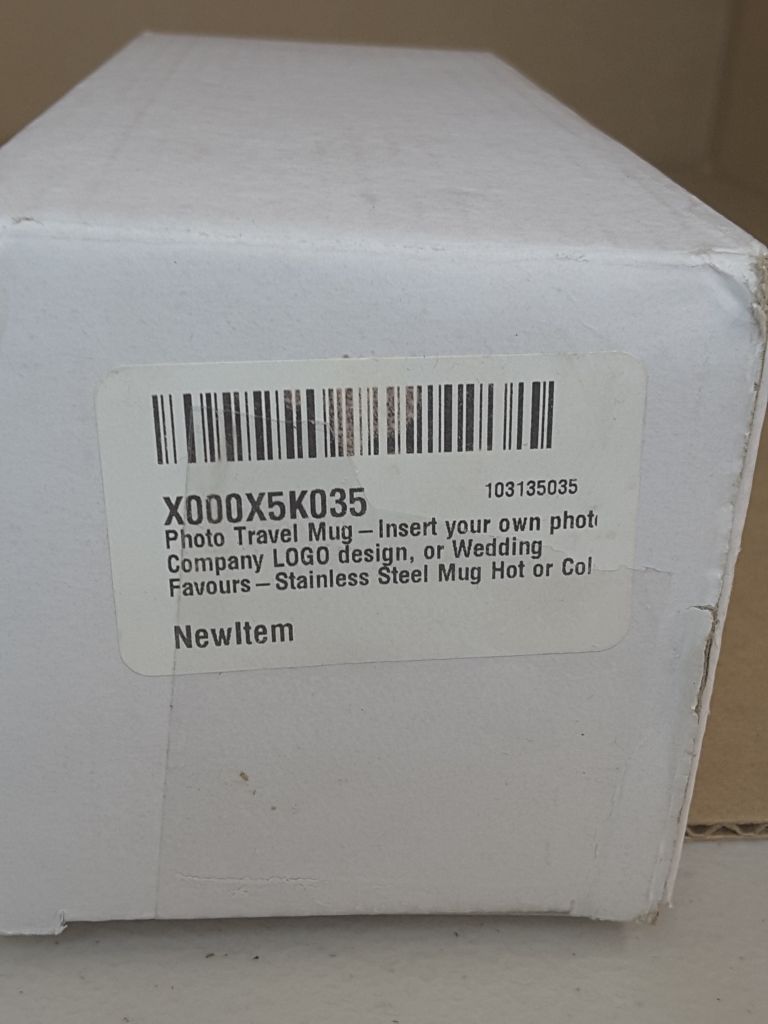 X000X5K035 103135035
Photo Travel Mug – Insert your own phot
Company LOGO design, or Wedding
Favours – Stainless Steel Mug Hot or Col
NewItem